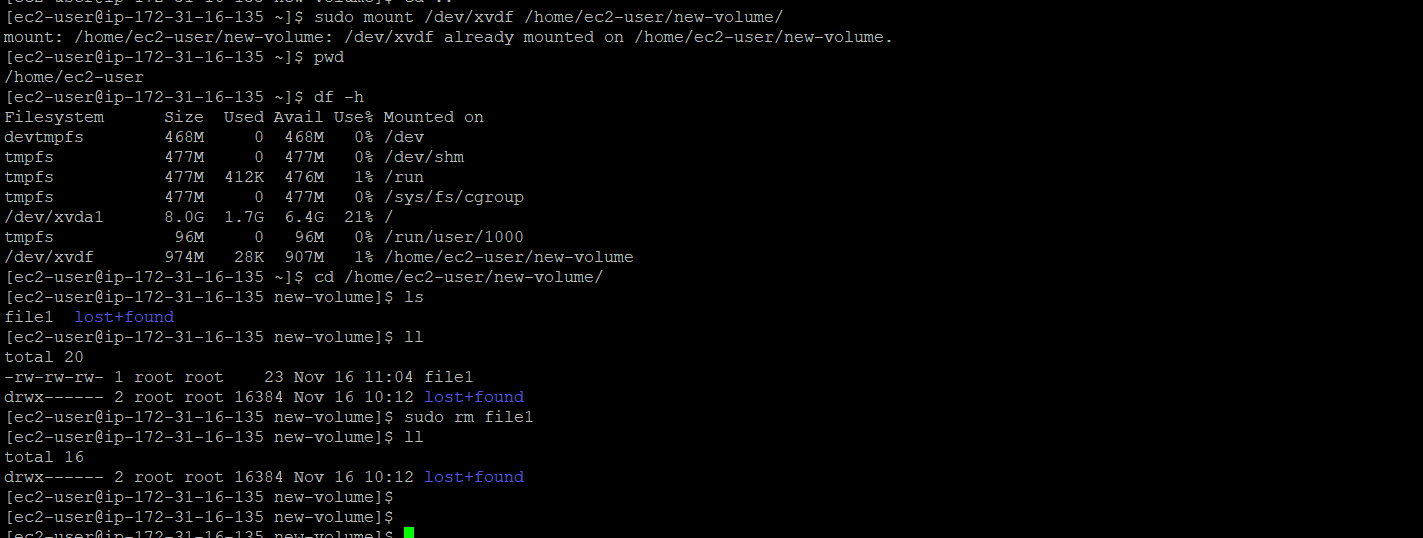 [ec2-user@ip-172-31-16-135 ~]$ sudo mount /dev/xvdf /home/ec2-user/new-volume/
mount: /home/ec2-user/new-volume: /dev/xvdf already mounted on /home/ec2-user/new-volume.
[ec2-user@ip-172-31-16-135 ~]$ pwd
/home/ec2-user
[ec2-user@ip-172-31-16-135 ~]$ df -h
Filesystem      Size  Used Avail Use% Mounted on
devtmpfs        468M     0  468M   0% /dev
tmpfs           477M     0  477M   0% /dev/shm
tmpfs           477M  412K  476M   1% /run
tmpfs           477M     0  477M   0% /sys/fs/cgroup
/dev/xvda1      8.0G  1.7G  6.4G  21% /
tmpfs            96M     0   96M   0% /run/user/1000
/dev/xvdf       974M   28K  907M   1% /home/ec2-user/new-volume
[ec2-user@ip-172-31-16-135 ~]$ cd /home/ec2-user/new-volume/
[ec2-user@ip-172-31-16-135 new-volume]$ ls
file1  lost+found
[ec2-user@ip-172-31-16-135 new-volume]$ ll
total 20
-rw-rw-rw- 1 root root    23 Nov 16 11:04 file1
drwx------ 2 root root 16384 Nov 16 10:12 lost+found
[ec2-user@ip-172-31-16-135 new-volume]$ sudo rm file1
[ec2-user@ip-172-31-16-135 new-volume]$ ll
total 16
drwx------ 2 root root 16384 Nov 16 10:12 lost+found
[ec2-user@ip-172-31-16-135 new-volume]$
[ec2-user@ip-172-31-16-135 new-volume]$
[ec2-user@ip-172-31-16-135 new-volume]$